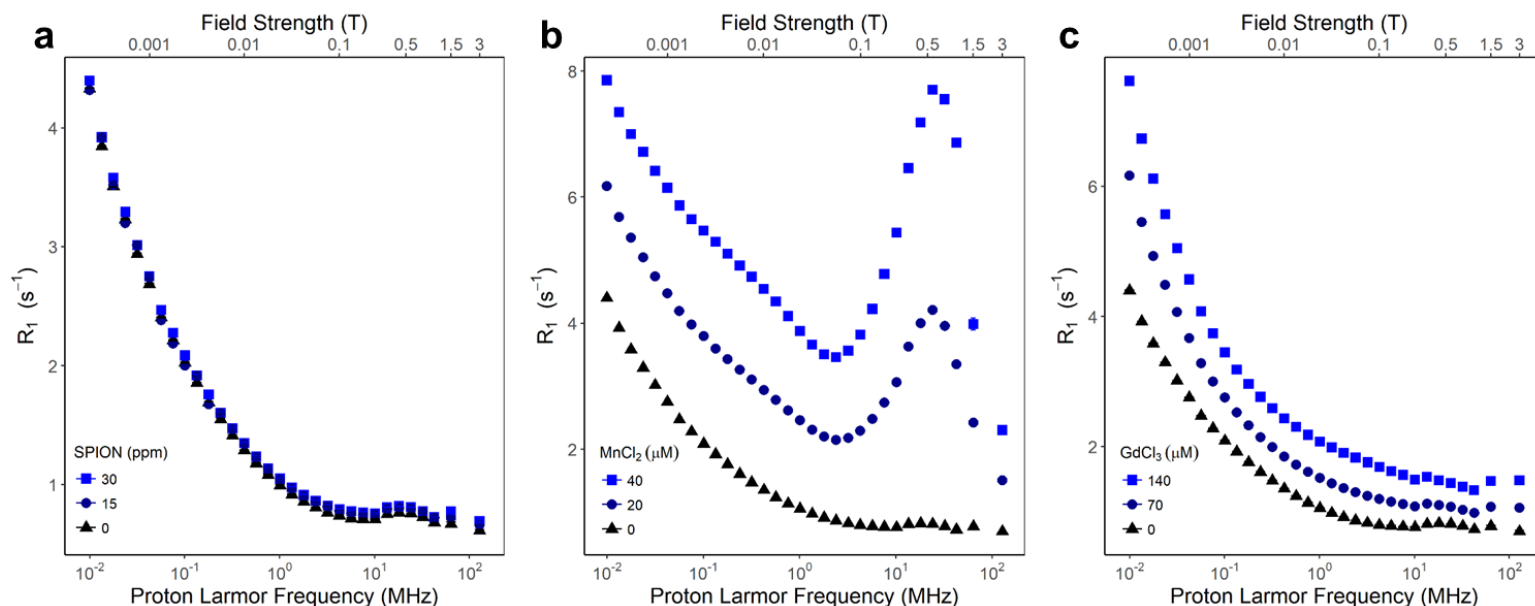 a
Field Strength (T)
0.001 0.01 0.1 0.5 1.5 3
4
3
2
1
R₁ (s⁻¹)
SPION (ppm)
30
15
0
10⁻² 10⁻¹ 10⁰ 10¹ 10²
Proton Larmor Frequency (MHz)
b
Field Strength (T)
0.001 0.01 0.1 0.5 1.5 3
8
6
4
2
R₁ (s⁻¹)
MnCl₂ (μM)
40
20
0
10⁻² 10⁻¹ 10⁰ 10¹ 10²
Proton Larmor Frequency (MHz)
c
Field Strength (T)
0.001 0.01 0.1 0.5 1.5 3
6
4
2
R₁ (s⁻¹)
GdCl₃ (μM)
140
70
0
10⁻² 10⁻¹ 10⁰ 10¹ 10²
Proton Larmor Frequency (MHz)